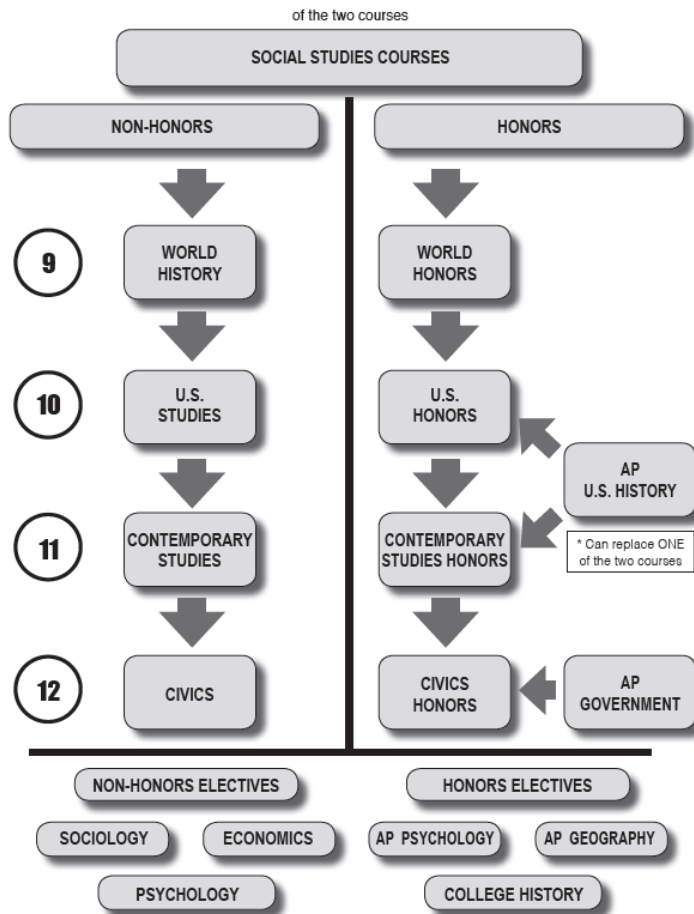 of the two courses
SOCIAL STUDIES COURSES
NON-HONORS
HONORS
9
WORLD
HISTORY
WORLD
HONORS
10
U.S.
STUDIES
U.S.
HONORS
AP
U.S. HISTORY
* Can replace ONE
of the two courses
11
CONTEMPORARY
STUDIES
CONTEMPORARY
STUDIES HONORS
12
CIVICS
CIVICS
HONORS
AP
GOVERNMENT
NON-HONORS ELECTIVES
HONORS ELECTIVES
SOCIOLOGY
ECONOMICS
AP PSYCHOLOGY
AP GEOGRAPHY
PSYCHOLOGY
COLLEGE HISTORY